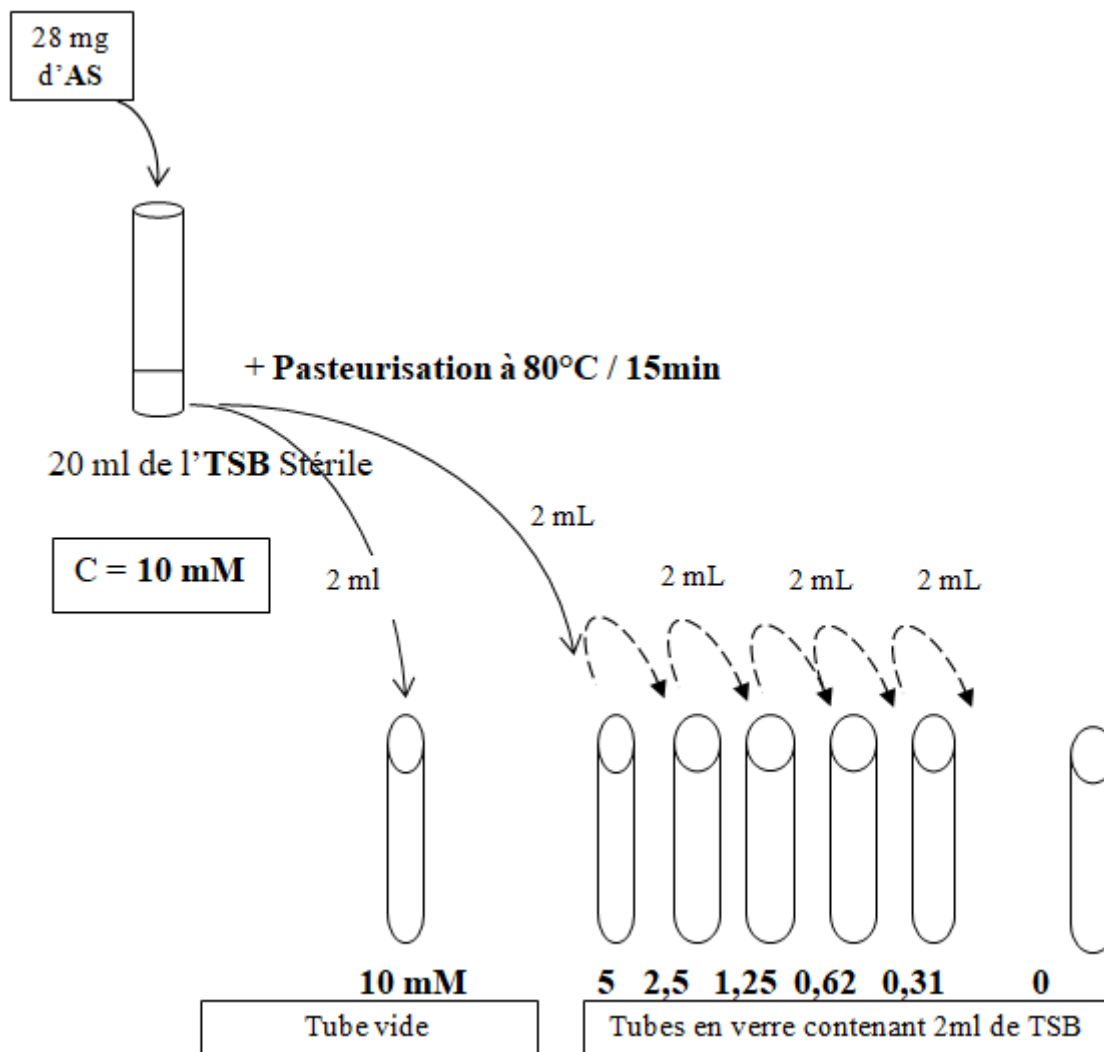 28 mg
d’AS
+ Pasteurisation à 80°C / 15min
20 ml de l’TSB Stérile
2 mL
C = 10 mM
2 ml
2 mL
2 mL
2 mL
10 mM
5 2,5 1,25 0,62 0,31 0
Tube vide
Tubes en verre contenant 2ml de TSB